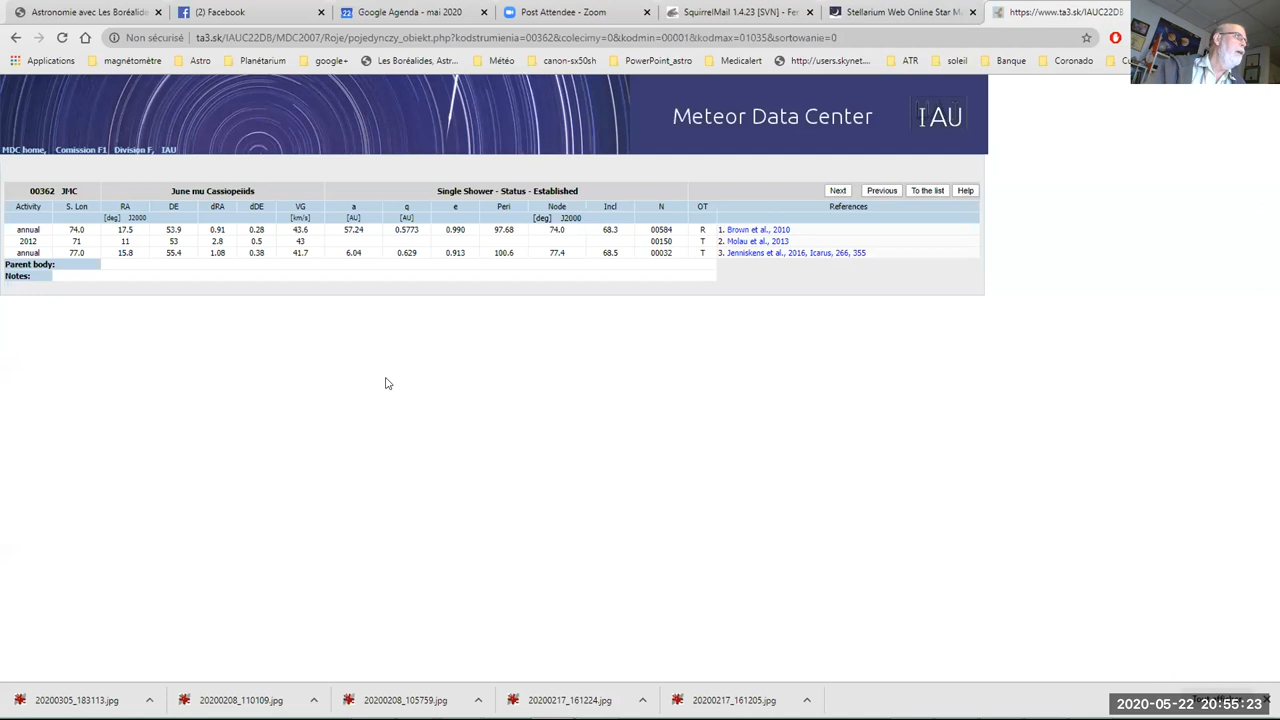 Astronomie avec Les Boréalide (2) Facebook Google Agenda - mai 2020 Post Attendee - Zoom SquirrelMail 1.4.23 [SVN] - Fed Stellarium Web Online Star M https://www.ta3.sk/IAUC22DB
Non sécurisé ta3.sk/IAUC22DB/MDC2007/Roje/pojedynczy_obiekt.php?kodstrumienia=00362&colecimy=0&kodmin=00001&kodmax=01035&sortowanie=0
Applications magnétomètre Astro Planétarium google+ Les Boréalides, Astr... Météo canon-sx50sh PowerPoint_astro Medicalert http://users.skynet.... ATR soleil Banque Coronado
Meteor Data Center IAU
MDC home, Comission F1 Division F, IAU
00362 JMC June mu Cassiopeiids Single Shower - Status - Established Next Previous To the list Help
Activity S. Lon RA DE dRA dDE VG a q e Peri Node Incl N OT References
[deg] J2000 [km/s] [AU] [AU] [deg] J2000
annual 74.0 17.5 53.9 0.91 0.28 43.6 57.24 0.5773 0.990 97.68 74.0 68.3 00584 R 1. Brown et al., 2010
2012 71 11 53 2.8 0.5 43 00150 T 2. Molau et al., 2013
annual 77.0 15.8 55.4 1.08 0.38 41.7 6.04 0.629 0.913 100.6 77.4 68.5 00032 T 3. Jenniskens et al., 2016, Icarus, 266, 355
Parent body:
Notes:
20200305_183113.jpg 20200208_110109.jpg 20200208_105759.jpg 20200217_161224.jpg 20200217_161205.jpg
2020-05-22 20:55:23